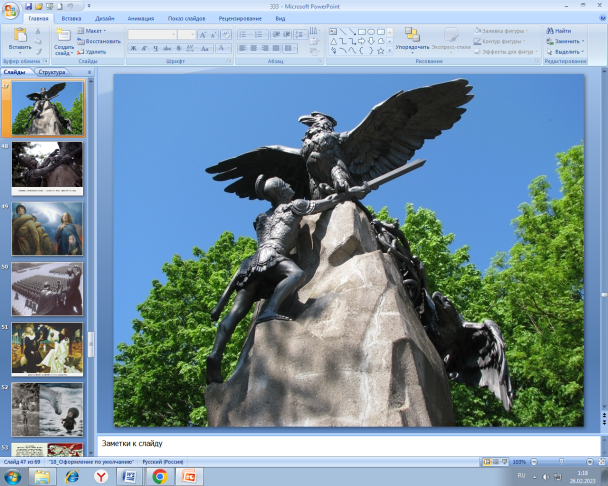 333 - Microsoft PowerPoint
Главная Вставка Дизайн Анимация Показ слайдов Рецензирование Вид
Вставить
Создать слайд
Макет
Восстановить
Удалить
Ж К Ч
Упорядочить
Экспресс-стили
Заливка фигуры
Контур фигуры
Эффекты для фигур
Найти
Заменить
Выделить
Буфер обмена Слайды Шрифт Абзац Рисование Редактирование
Слайды Структура
47
48
49
50
51
52
53
Заметки к слайду
Слайд 47 из 69 "18_Оформление по умолчанию" Русский (Россия) 103%
RU 1:18
26.02.2023